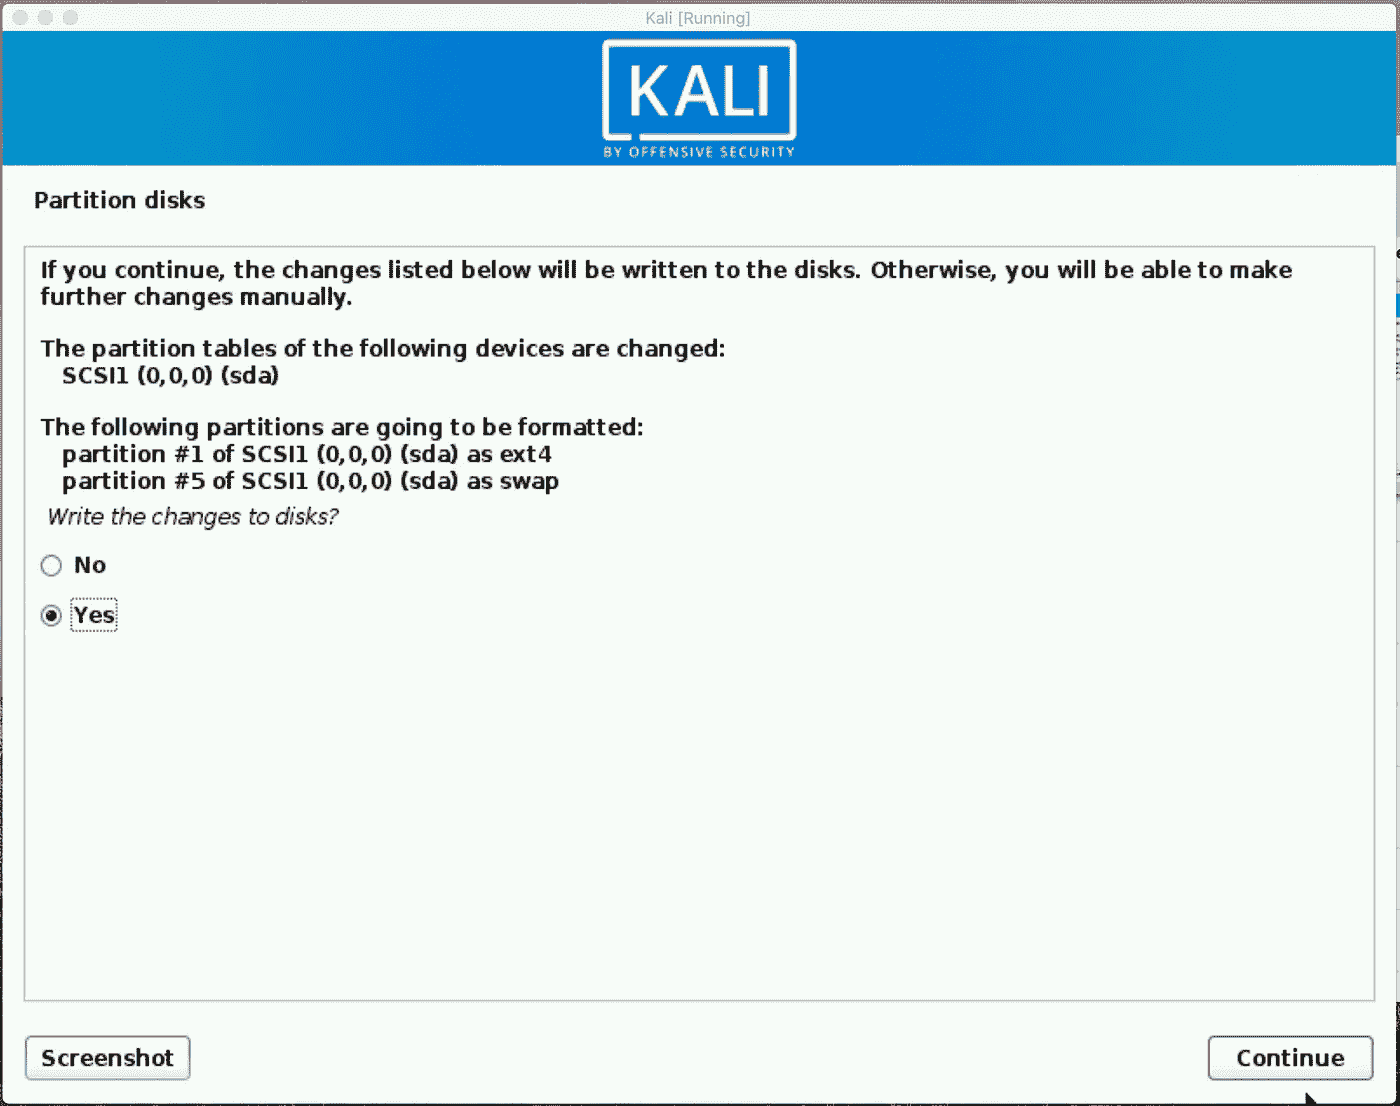 Kali [Running]
KALI
BY OFFENSIVE SECURITY
Partition disks
If you continue, the changes listed below will be written to the disks. Otherwise, you will be able to make
further changes manually.
The partition tables of the following devices are changed:
SCSI1 (0,0,0) (sda)
The following partitions are going to be formatted:
partition #1 of SCSI1 (0,0,0) (sda) as ext4
partition #5 of SCSI1 (0,0,0) (sda) as swap
Write the changes to disks?
No
Yes
Screenshot
Continue